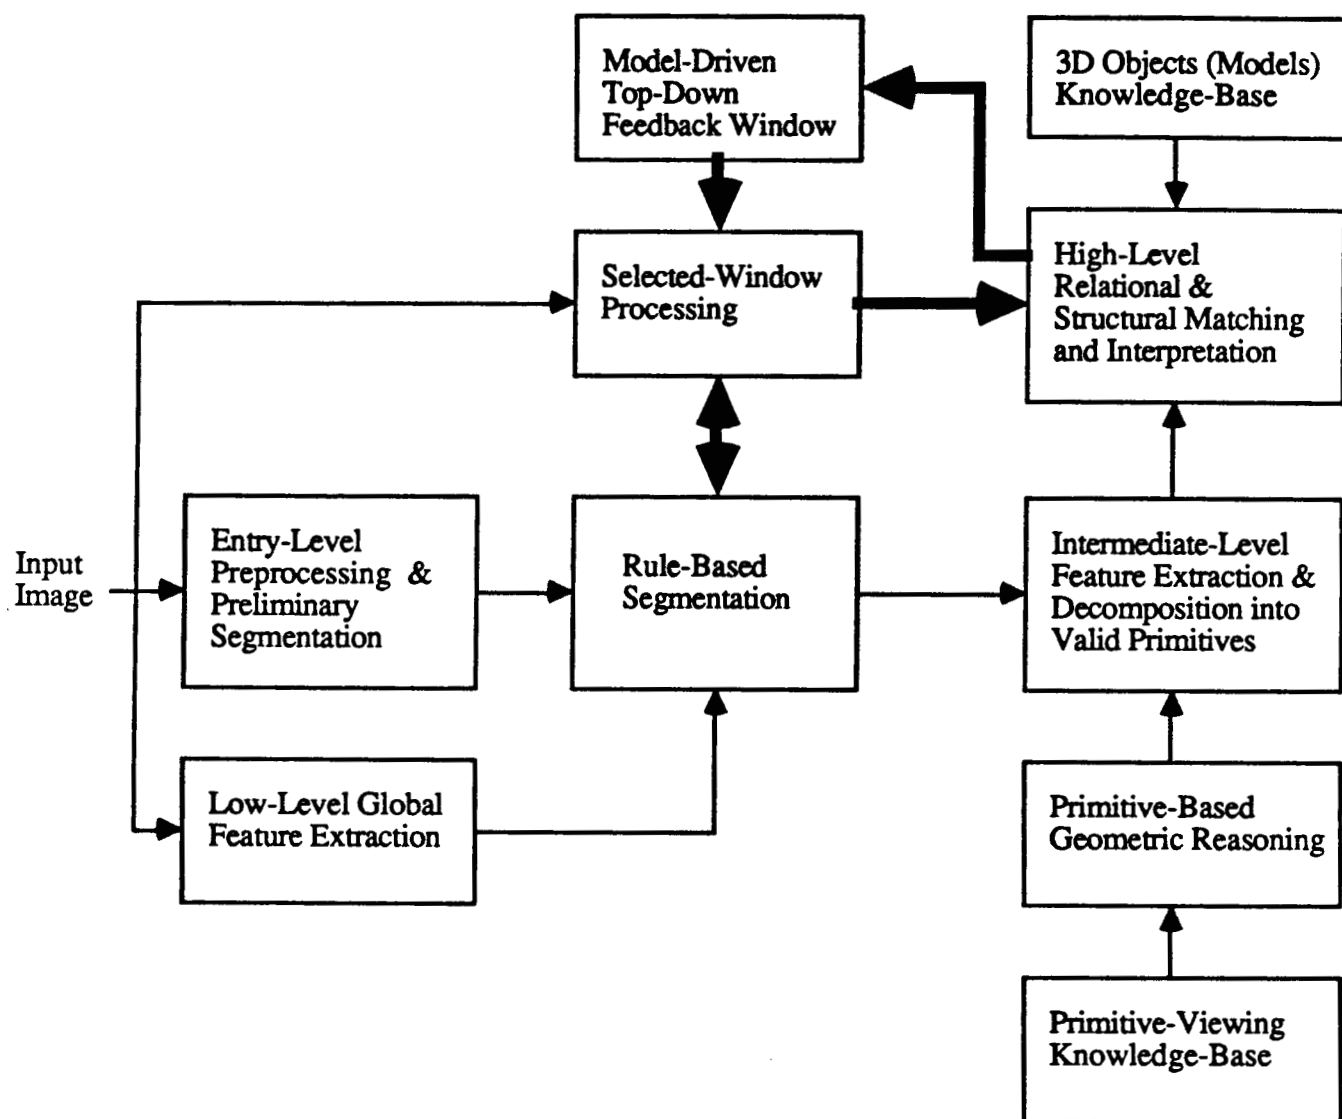 Model-Driven
Top-Down
Feedback Window
3D Objects (Models)
Knowledge-Base
Selected-Window
Processing
High-Level
Relational &
Structural Matching
and Interpretation
Input
Image
Entry-Level
Preprocessing &
Preliminary
Segmentation
Rule-Based
Segmentation
Intermediate-Level
Feature Extraction &
Decomposition into
Valid Primitives
Low-Level Global
Feature Extraction
Primitive-Based
Geometric Reasoning
Primitive-Viewing
Knowledge-Base